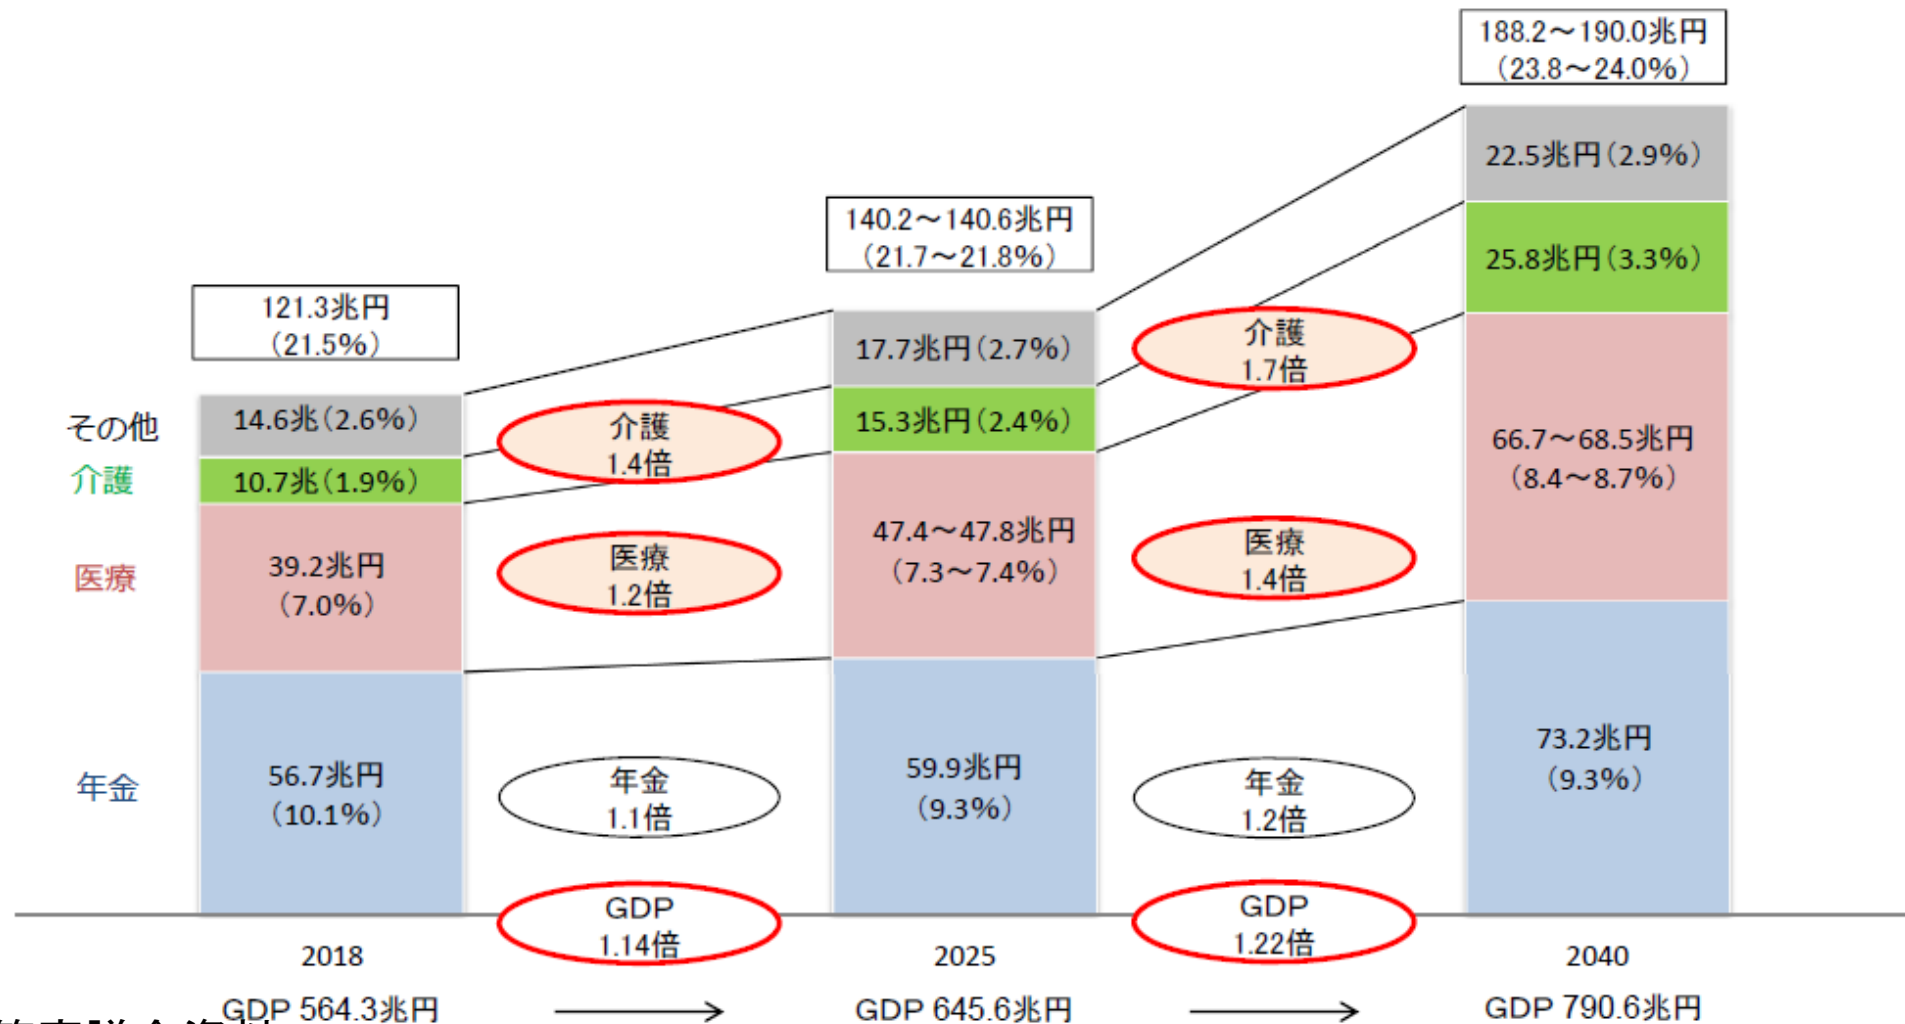 188.2～190.0兆円
（23.8～24.0%）
140.2～140.6兆円
（21.7～21.8%）
121.3兆円
（21.5%）
その他
介護
医療
年金
14.6兆（2.6%）
10.7兆（1.9%）
39.2兆円
（7.0%）
56.7兆円
（10.1%）
介護
1.4倍
医療
1.2倍
年金
1.1倍
GDP
1.14倍
17.7兆円（2.7%）
15.3兆円（2.4%）
47.4～47.8兆円
（7.3～7.4%）
59.9兆円
（9.3%）
介護
1.7倍
医療
1.4倍
年金
1.2倍
GDP
1.22倍
22.5兆円（2.9%）
25.8兆円（3.3%）
66.7～68.5兆円
（8.4～8.7%）
73.2兆円
（9.3%）
2018
2025
2040
GDP 564.3兆円
GDP 645.6兆円
GDP 790.6兆円